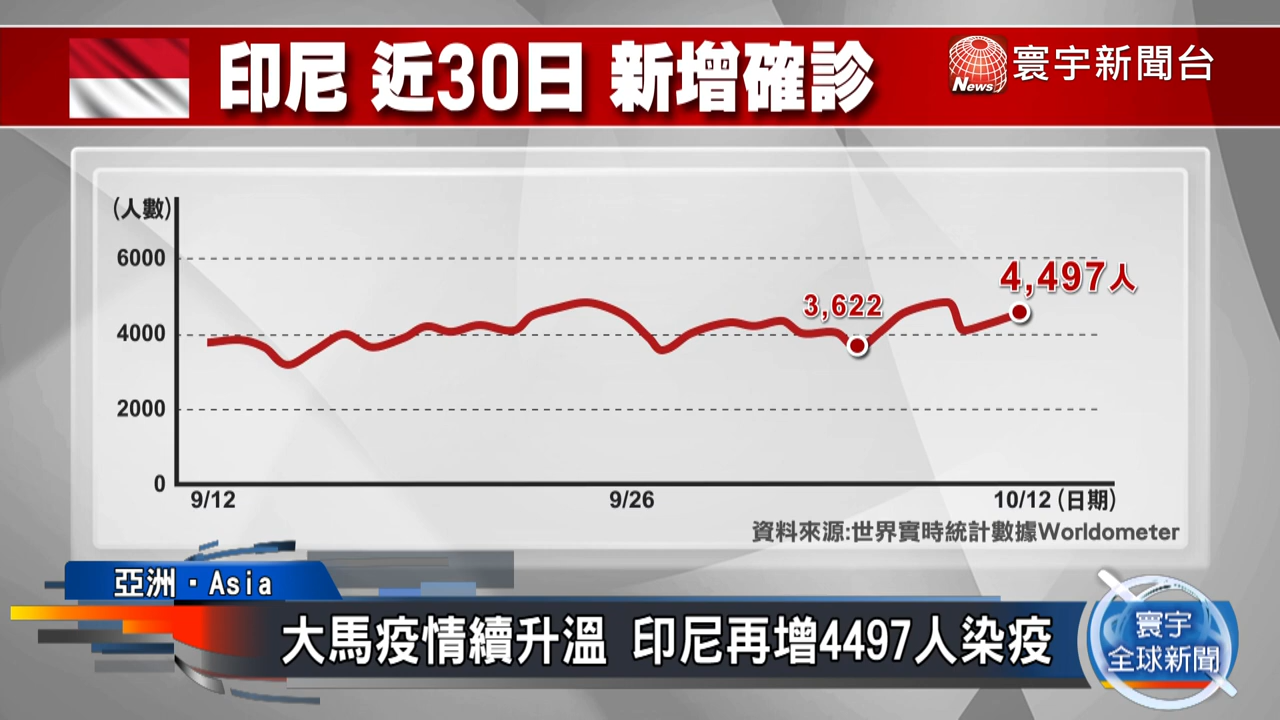 印尼 近30日 新增確診
News
寰宇新聞台
(人數)
6000
4000
2000
0
3,622
4,497人
9/12
9/26
10/12 (日期)
資料來源:世界實時統計數據Worldometer
亞洲·Asia
大馬疫情續升溫 印尼再增4497人染疫
寰宇
全球新聞